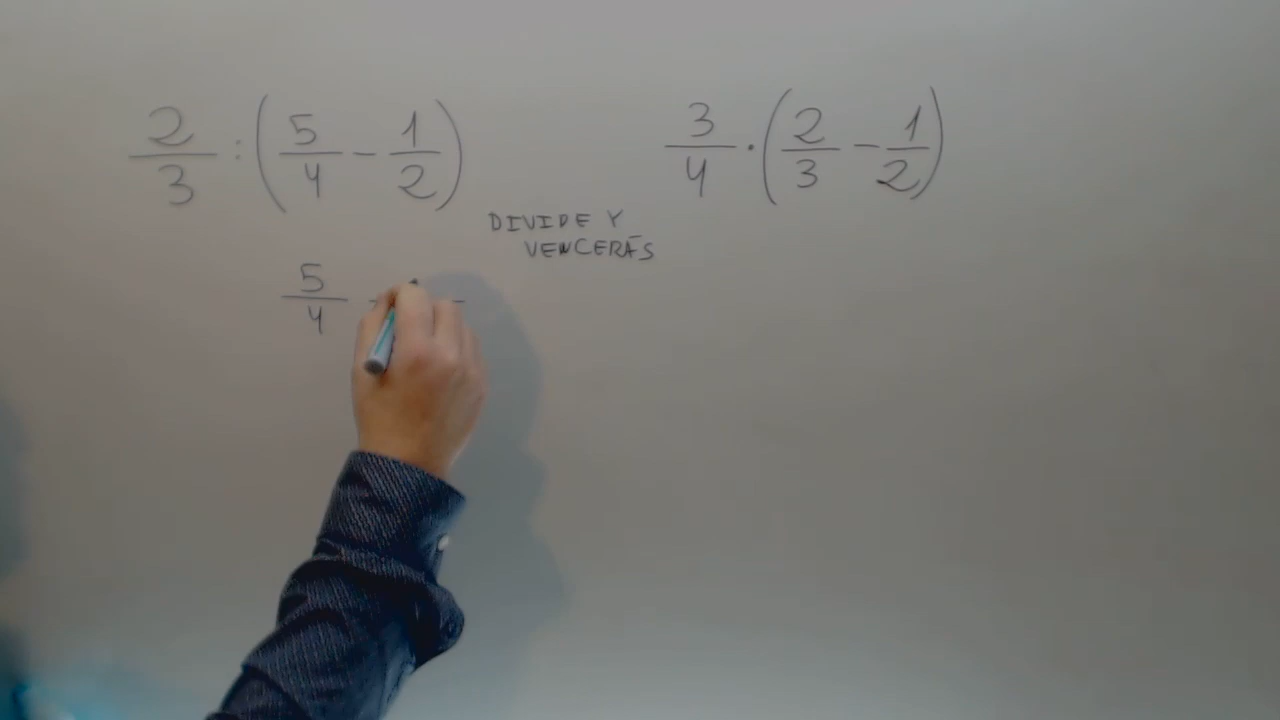 2/3 : (5/4 - 1/2)
3/4 · (2/3 - 1/2)
DIVIDE Y
VENCERÁS
5/4 -